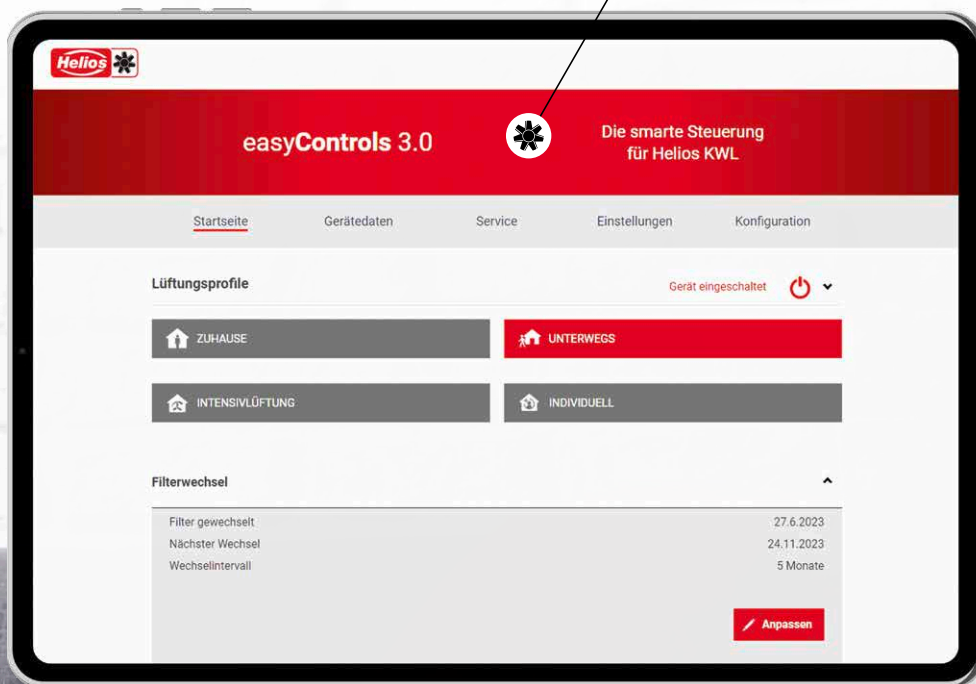 Helios
easyControls 3.0
Die smarte Steuerung
für Helios KWL
Startseite Gerätedaten Service Einstellungen Konfiguration
Lüftungsprofile
Gerät eingeschaltet
ZUHAUSE
UNTERWEGS
INTENSIVLÜFTUNG
INDIVIDUELL
Filterwechsel
Filter gewechselt 27.6.2023
Nächster Wechsel 24.11.2023
Wechselintervall 5 Monate
Anpassen